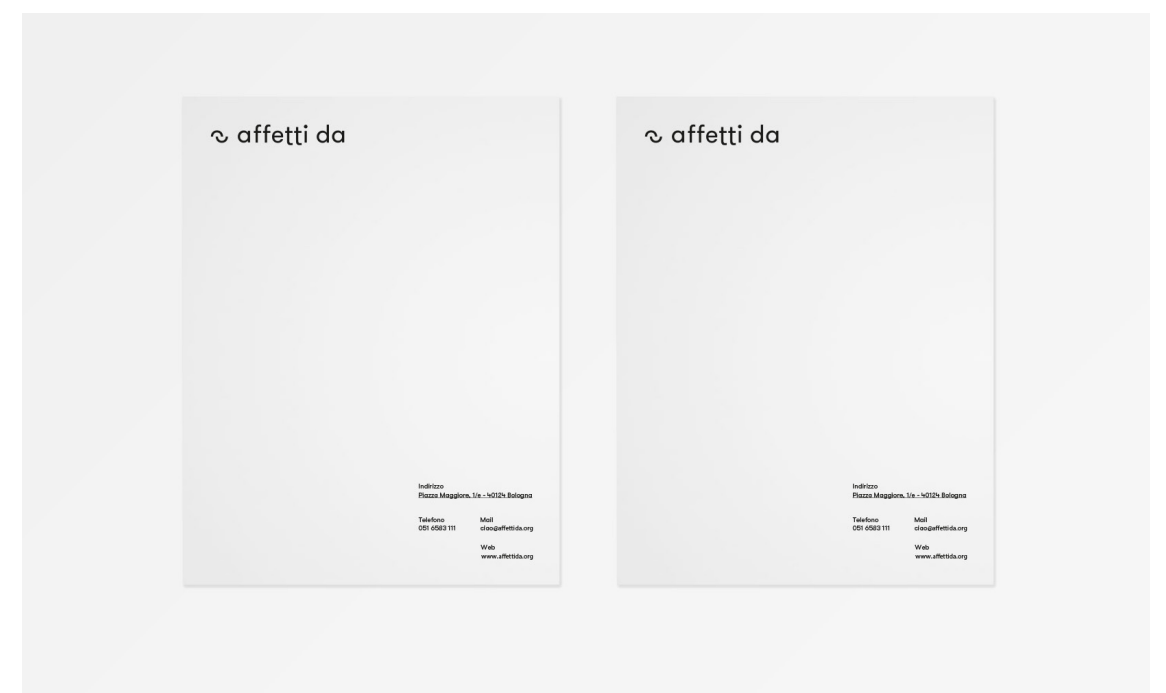 affetti da
Indirizzo
Piazza Maggiore, 1/e - 40124 Bologna
Telefono
051 6583 111
Mail
ciao@affettida.org
Web
www.affettida.org
affetti da
Indirizzo
Piazza Maggiore, 1/e - 40124 Bologna
Telefono
051 6583 111
Mail
ciao@affettida.org
Web
www.affettida.org